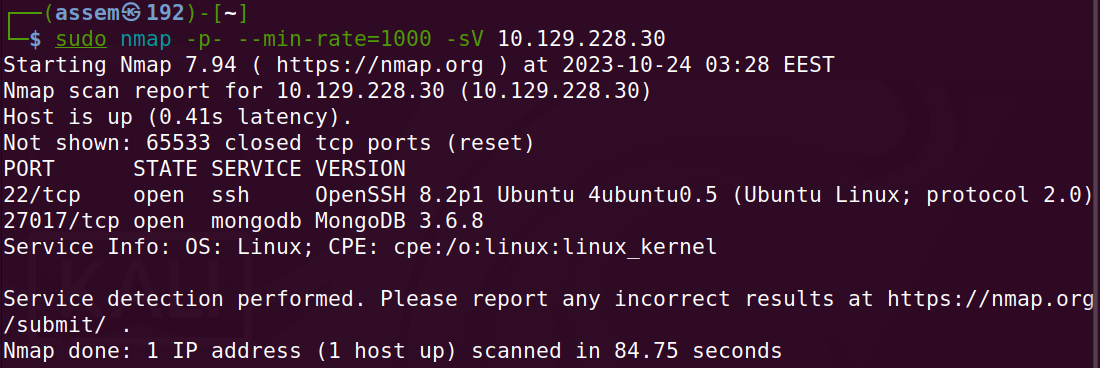 ┌──(assem㉿192)-[~]
└─$ sudo nmap -p- --min-rate=1000 -sV 10.129.228.30
Starting Nmap 7.94 ( https://nmap.org ) at 2023-10-24 03:28 EEST
Nmap scan report for 10.129.228.30 (10.129.228.30)
Host is up (0.41s latency).
Not shown: 65533 closed tcp ports (reset)
PORT      STATE SERVICE VERSION
22/tcp    open  ssh     OpenSSH 8.2p1 Ubuntu 4ubuntu0.5 (Ubuntu Linux; protocol 2.0)
27017/tcp open  mongodb MongoDB 3.6.8
Service Info: OS: Linux; CPE: cpe:/o:linux:linux_kernel

Service detection performed. Please report any incorrect results at https://nmap.org
/submit/ .
Nmap done: 1 IP address (1 host up) scanned in 84.75 seconds
KALI